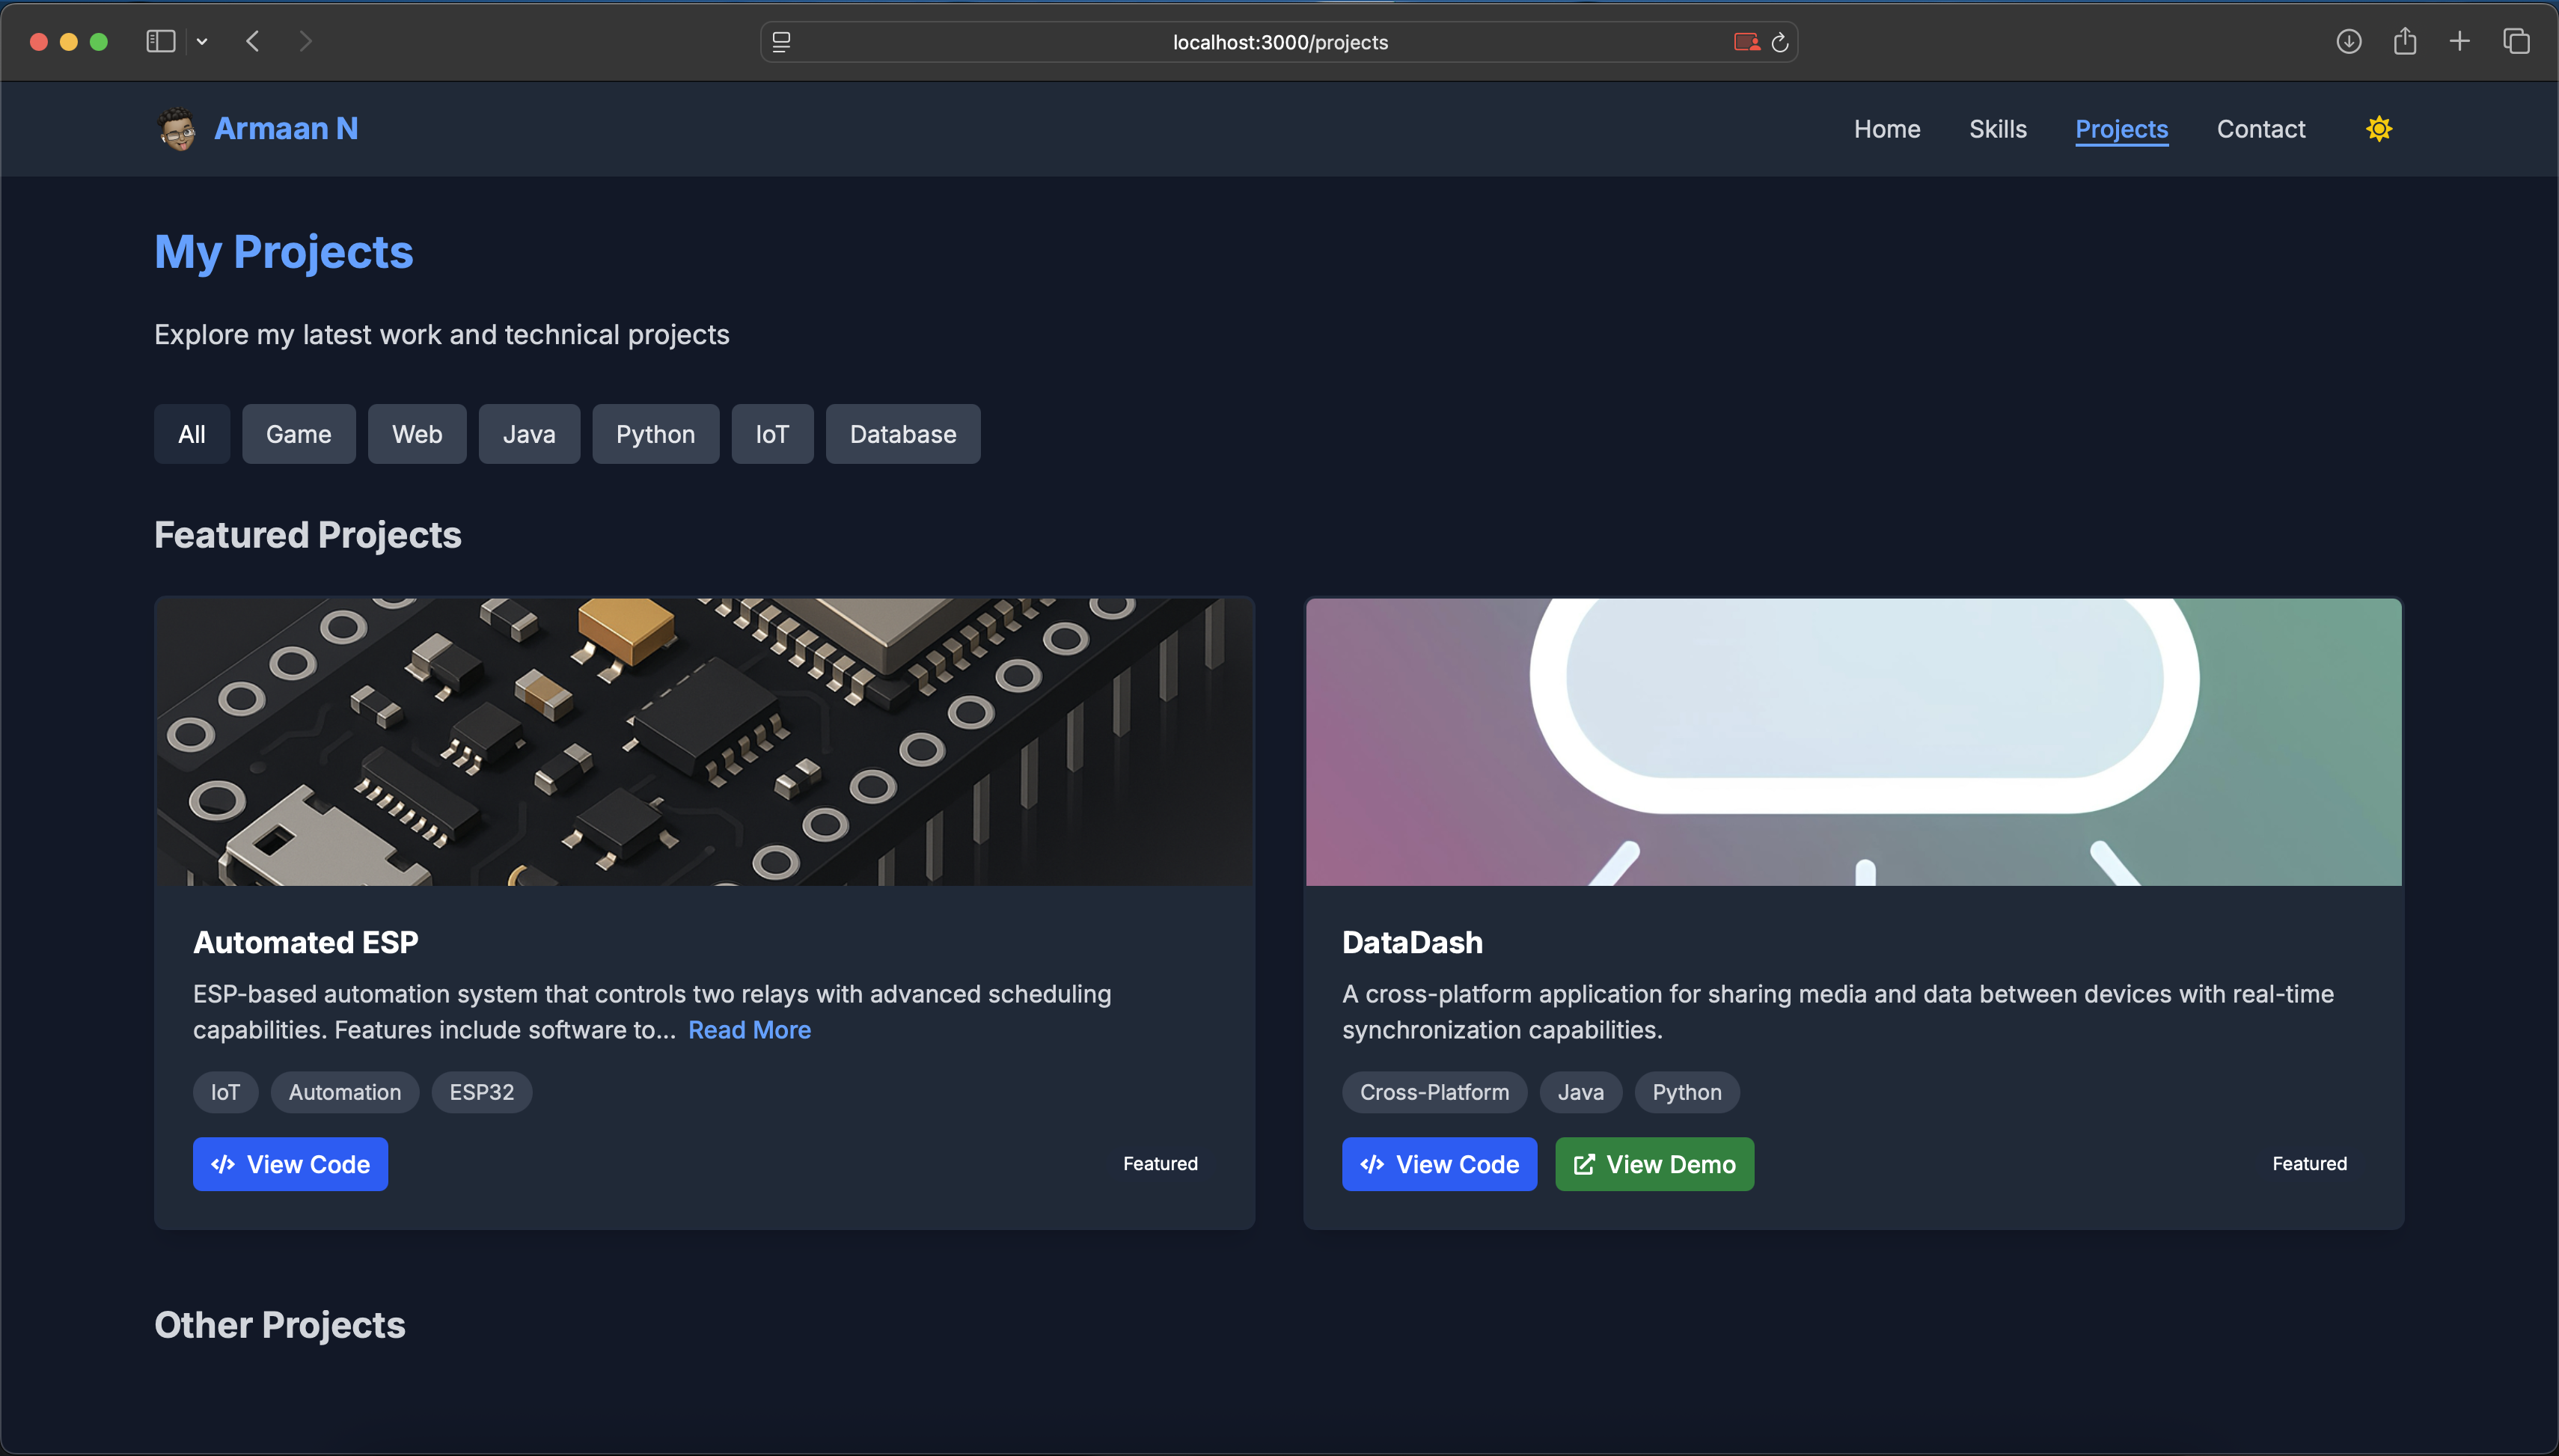 localhost:3000/projects
Armaan N
Home Skills Projects Contact
My Projects
Explore my latest work and technical projects
All Game Web Java Python IoT Database
Featured Projects
Automated ESP
ESP-based automation system that controls two relays with advanced scheduling
capabilities. Features include software to... Read More
IoT Automation ESP32
View Code
Featured
DataDash
A cross-platform application for sharing media and data between devices with real-time
synchronization capabilities.
Cross-Platform Java Python
View Code View Demo
Featured
Other Projects